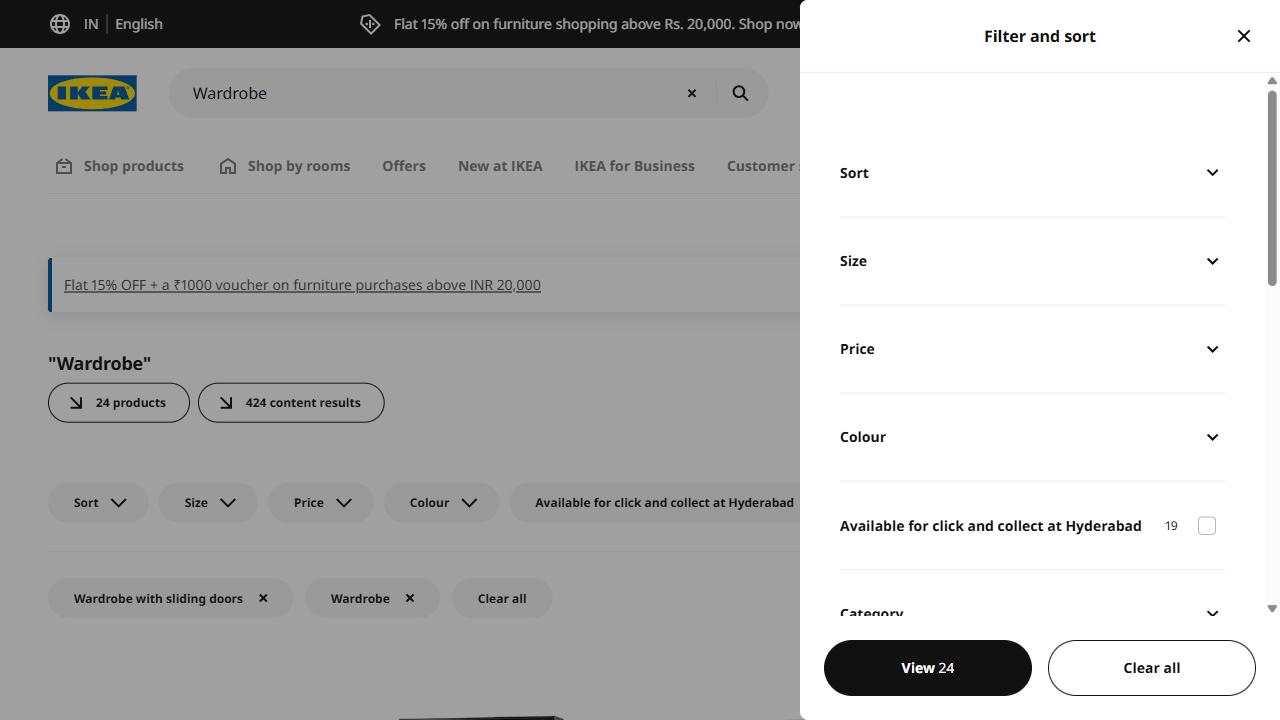 IN English
Flat 15% off on furniture shopping above Rs. 20,000. Shop now
IKEA
Wardrobe
Shop products
Shop by rooms
Offers
New at IKEA
IKEA for Business
Customer
Flat 15% OFF + a ₹1000 voucher on furniture purchases above INR 20,000
"Wardrobe"
24 products
424 content results
Sort
Size
Price
Colour
Available for click and collect at Hyderabad
Wardrobe with sliding doors
Wardrobe
Clear all
Filter and sort
Sort
Size
Price
Colour
Available for click and collect at Hyderabad 19
Category
View 24
Clear all